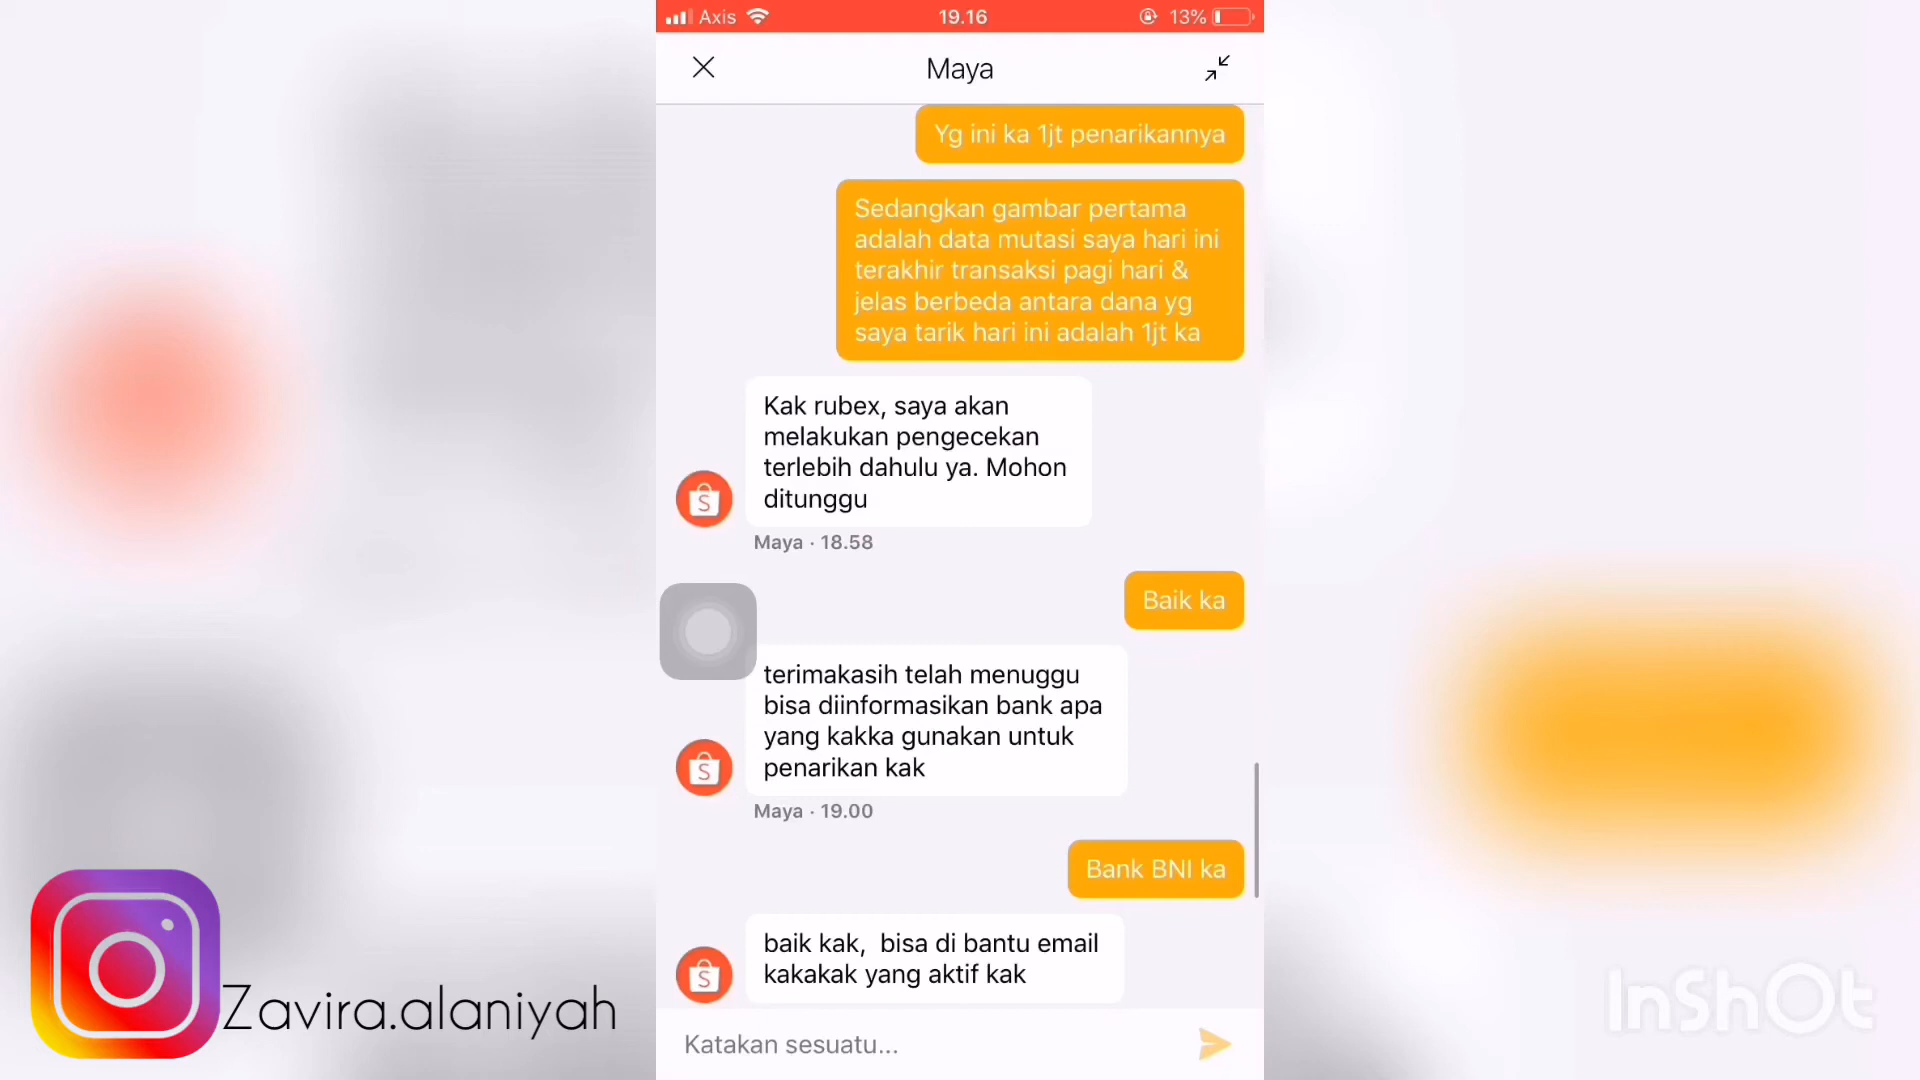 Axis
19.16
13%
Maya
Yg ini ka 1jt penarikannya
Sedangkan gambar pertama
adalah data mutasi saya hari ini
terakhir transaksi pagi hari &
jelas berbeda antara dana yg
saya tarik hari ini adalah 1jt ka
Kak rubex, saya akan
melakukan pengecekan
terlebih dahulu ya. Mohon
ditunggu
Maya · 18.58
Baik ka
terimakasih telah menuggu
bisa diinformasikan bank apa
yang kakka gunakan untuk
penarikan kak
Maya · 19.00
Bank BNI ka
baik kak,  bisa di bantu email
kakakak yang aktif kak
Katakan sesuatu...
Zavira.alaniyah
InShOt